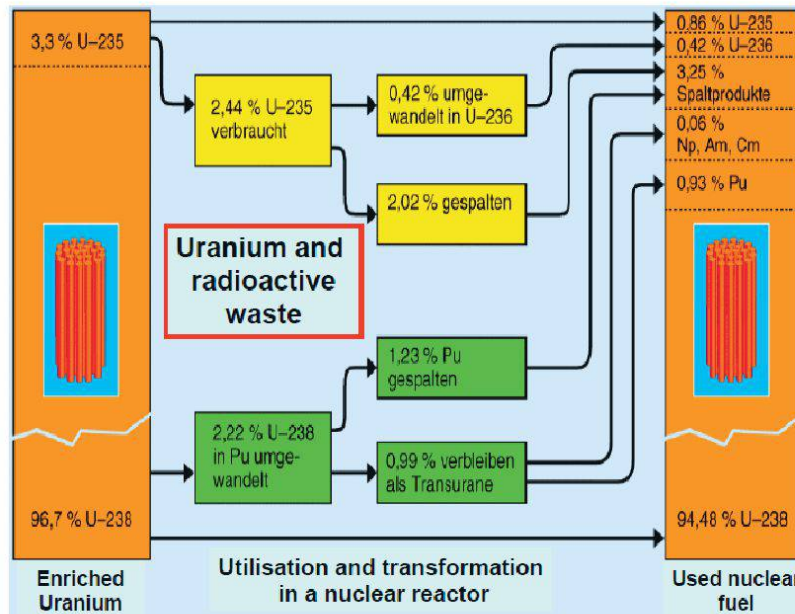 3,3 % U–235
96,7 % U–238
Enriched
Uranium
2,44 % U–235
verbraucht
0,42 % umge-
wandelt in U–236
2,02 % gespalten
Uranium and
radioactive
waste
1,23 % Pu
gespalten
2,22 % U–238
in Pu umge-
wandelt
0,99 % verbleiben
als Transurane
Utilisation and transformation
in a nuclear reactor
0,86 % U–235
0,42 % U–236
3,25 %
Spaltprodukte
0,06 %
Np, Am, Cm
0,93 % Pu
94,48 % U–238
Used nuclear
fuel